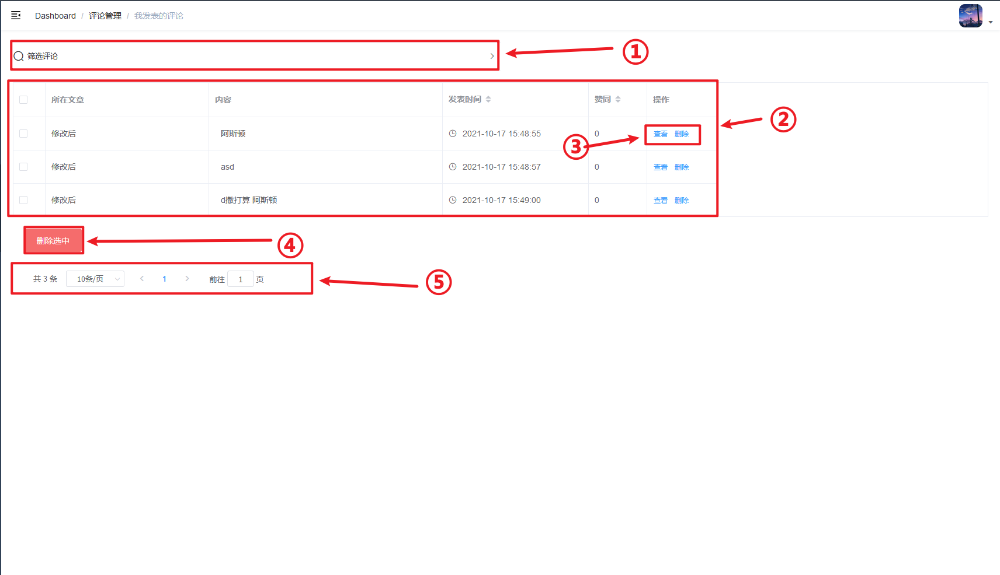 Dashboard / 评论管理 / 我发表的评论
筛选评论
①
所在文章 内容 发表时间 赞同 操作
②
修改后 阿斯顿 2021-10-17 15:48:55 0 查看 删除
③
修改后 asd 2021-10-17 15:48:57 0 查看 删除
修改后 d撒打算 阿斯顿 2021-10-17 15:49:00 0 查看 删除
删除选中
④
共 3 条 10条/页 1 前往 1 页
⑤